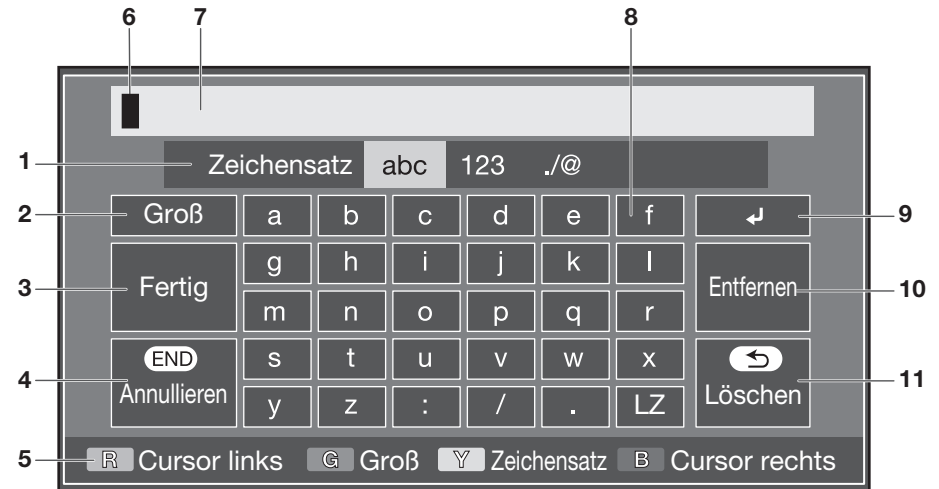 6 7 8
1 Zeichensatz abc 123 ./@
2 Groß a b c d e f ↲ 9
g h i j k l
3 Fertig Entfernen 10
m n o p q r
END s t u v w x
4 Annullieren Löschen 11
y z : / . LZ
5 R Cursor links G Groß Y Zeichensatz B Cursor rechts